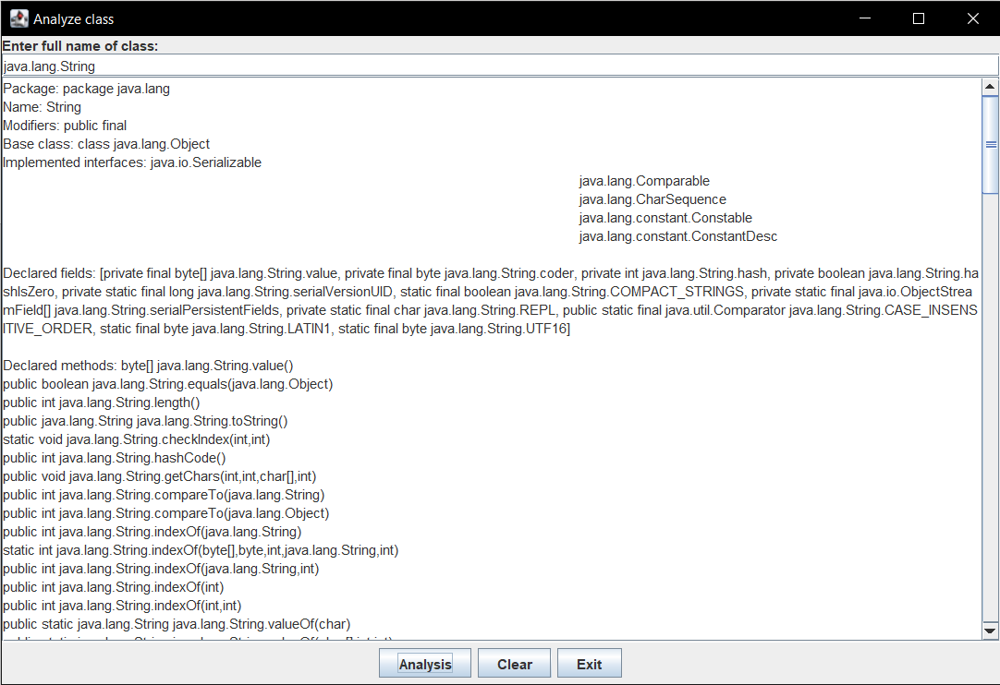 Analyze class
Enter full name of class:
java.lang.String
Package: package java.lang
Name: String
Modifiers: public final
Base class: class java.lang.Object
Implemented interfaces: java.io.Serializable
java.lang.Comparable
java.lang.CharSequence
java.lang.constant.Constable
java.lang.constant.ConstantDesc
Declared fields: [private final byte[] java.lang.String.value, private final byte java.lang.String.coder, private int java.lang.String.hash, private boolean java.lang.String.ha
shIsZero, private static final long java.lang.String.serialVersionUID, static final boolean java.lang.String.COMPACT_STRINGS, private static final java.io.ObjectStrea
mField[] java.lang.String.serialPersistentFields, private static final char java.lang.String.REPL, public static final java.util.Comparator java.lang.String.CASE_INSENS
ITIVE_ORDER, static final byte java.lang.String.LATIN1, static final byte java.lang.String.UTF16]
Declared methods: byte[] java.lang.String.value()
public boolean java.lang.String.equals(java.lang.Object)
public int java.lang.String.length()
public java.lang.String java.lang.String.toString()
static void java.lang.String.checkIndex(int,int)
public int java.lang.String.hashCode()
public void java.lang.String.getChars(int,int,char[],int)
public int java.lang.String.compareTo(java.lang.String)
public int java.lang.String.compareTo(java.lang.Object)
public int java.lang.String.indexOf(java.lang.String)
static int java.lang.String.indexOf(byte[],byte,int,java.lang.String,int)
public int java.lang.String.indexOf(java.lang.String,int)
public int java.lang.String.indexOf(int)
public int java.lang.String.indexOf(int,int)
public static java.lang.String java.lang.String.valueOf(char)
Analysis
Clear
Exit